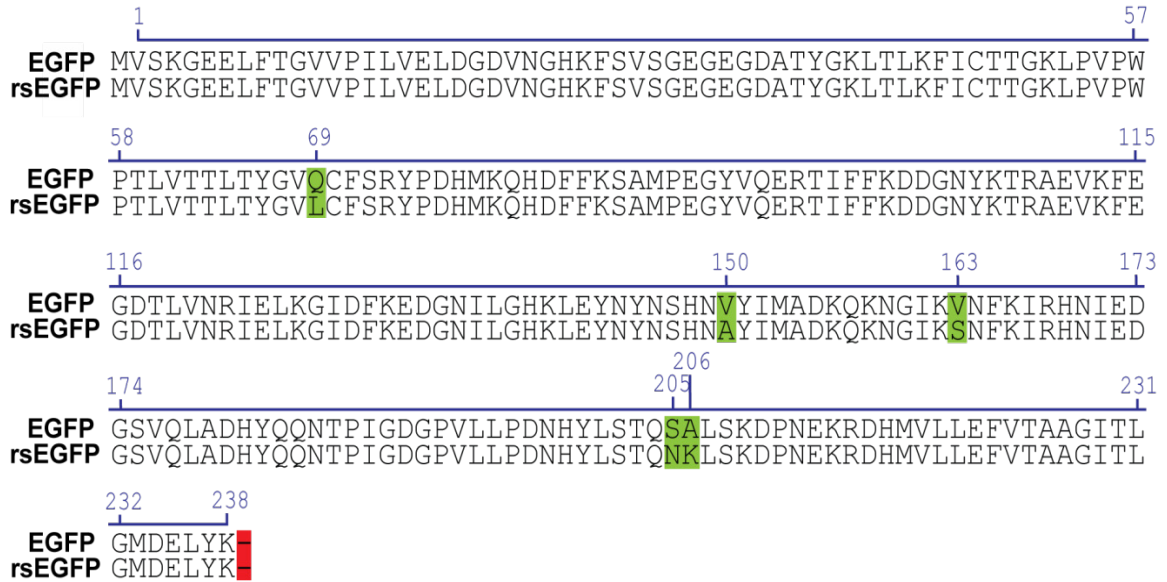 1 57
EGFP MVSKGEELFTGVVPILVELDGDVNGHKFSVSGEGEGDATYGKLTLKFICTTGKLPVPW
rsEGFP MVSKGEELFTGVVPILVELDGDVNGHKFSVSGEGEGDATYGKLTLKFICTTGKLPVPW
58 69 115
EGFP PTLVTTLTYGVQCFSRYPDHMKQHDFFKSAMPEGYVQERTIFFKDDGNYKTRAEVKFE
rsEGFP PTLVTTLTYGVLCFSRYPDHMKQHDFFKSAMPEGYVQERTIFFKDDGNYKTRAEVKFE
116 150 163 173
EGFP GDTLVNRIELKGIDFKEDGNILGHKLEYNYNSHNVYIMADKQKNGIKVNFKIRHNIED
rsEGFP GDTLVNRIELKGIDFKEDGNILGHKLEYNYNSHNAYIMADKQKNGIKSNFKIRHNIED
206
174 205 231
EGFP GSVQLADHYQQNTPIGDGPVLLPDNHYLSTQSALSKDPNEKRDHMVLLEFVTAAGITL
rsEGFP GSVQLADHYQQNTPIGDGPVLLPDNHYLSTQNKLSKDPNEKRDHMVLLEFVTAAGITL
232 238
EGFP GMDELYK-
rsEGFP GMDELYK-